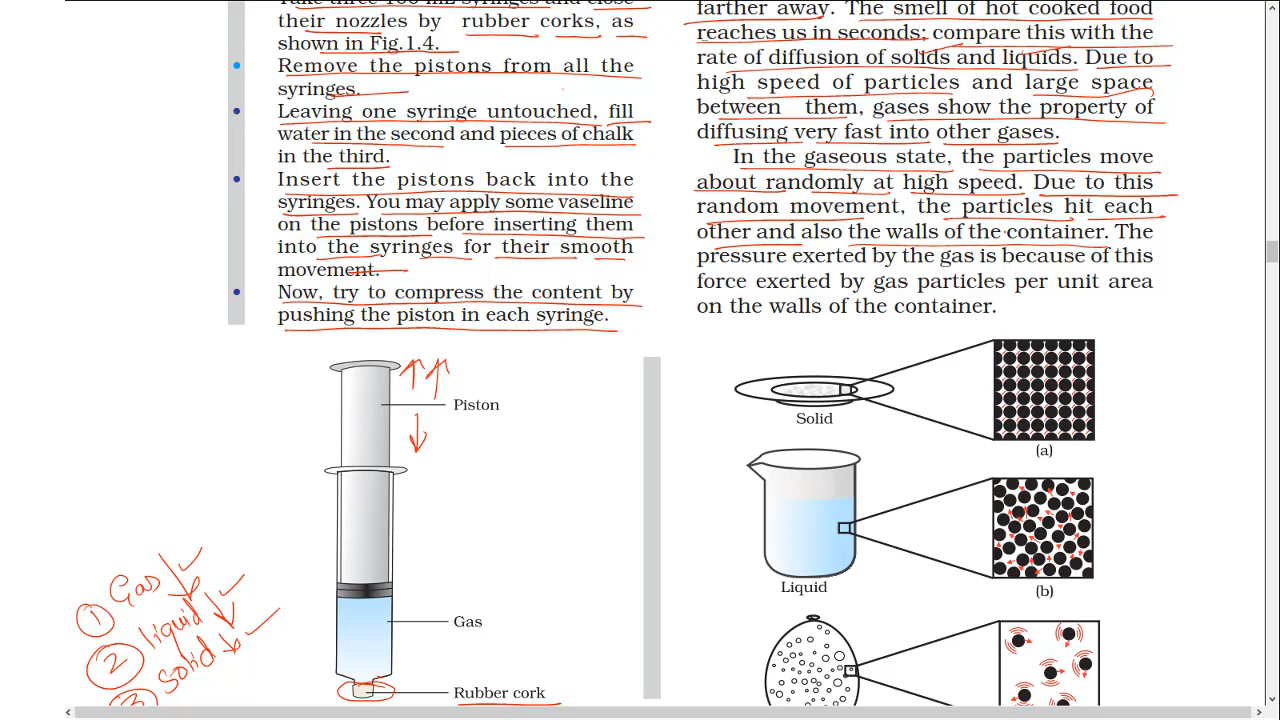 Take three 100 mL syringes and close
their nozzles by rubber corks, as
shown in Fig.1.4.
Remove the pistons from all the
syringes.
Leaving one syringe untouched, fill
water in the second and pieces of chalk
in the third.
Insert the pistons back into the
syringes. You may apply some vaseline
on the pistons before inserting them
into the syringes for their smooth
movement.
Now, try to compress the content by
pushing the piston in each syringe.
Piston
Gas
Rubber cork
1 Gas
2 liquid
3 solid
farther away. The smell of hot cooked food
reaches us in seconds; compare this with the
rate of diffusion of solids and liquids. Due to
high speed of particles and large space
between them, gases show the property of
diffusing very fast into other gases.
In the gaseous state, the particles move
about randomly at high speed. Due to this
random movement, the particles hit each
other and also the walls of the container. The
pressure exerted by the gas is because of this
force exerted by gas particles per unit area
on the walls of the container.
Solid
(a)
Liquid
(b)